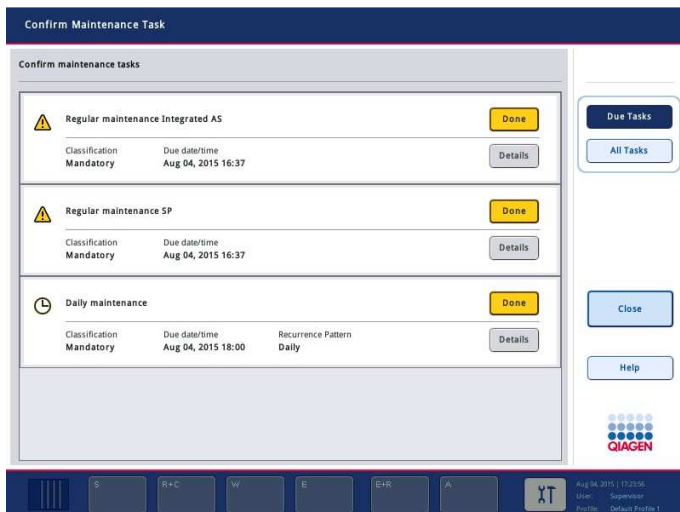 Confirm Maintenance Task
Confirm maintenance tasks
Regular maintenance Integrated AS
Done
Classification
Due date/time
Mandatory
Aug 04, 2015 16:37
Details
Regular maintenance SP
Done
Classification
Due date/time
Mandatory
Aug 04, 2015 16:37
Details
Daily maintenance
Done
Classification
Due date/time
Recurrence Pattern
Mandatory
Aug 04, 2015 18:00
Daily
Details
Due Tasks
All Tasks
Close
Help
QIAGEN
S
R+C
W
E
E+R
A
Aug 04, 2015 | 17:23:56
User: Supervisor
Profile: Default Profile 1